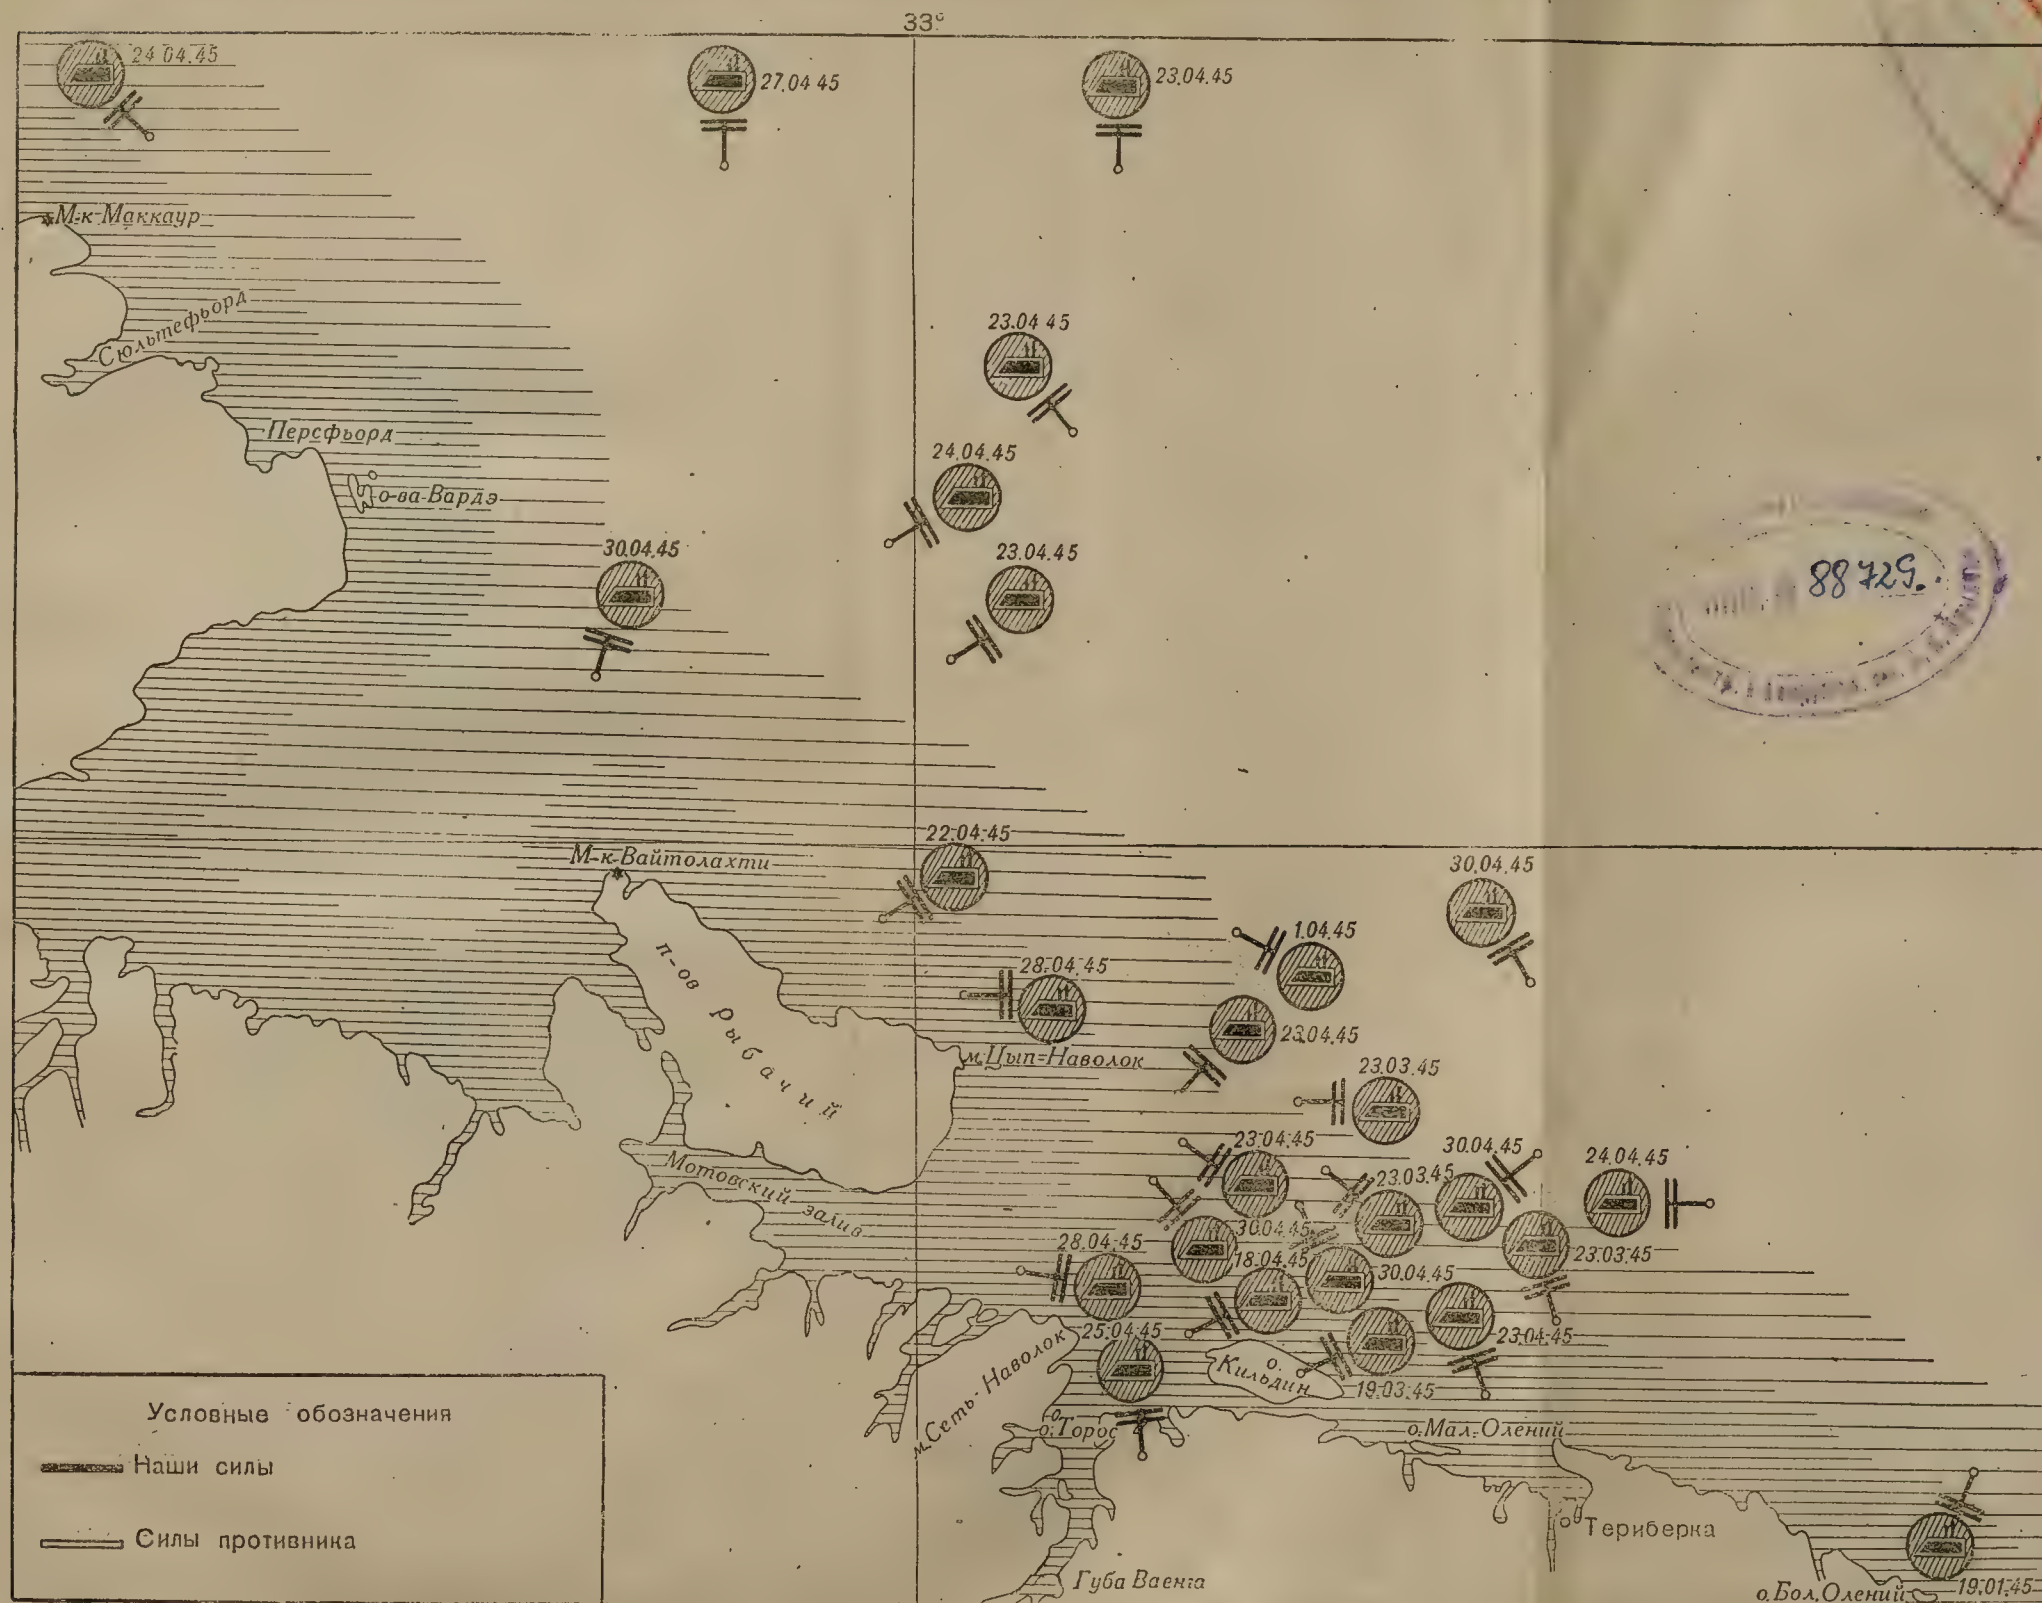 33°
24.04.45
27.04 45
23.04.45
М-к Маккаур
Сюльтефьорд
23.04 45
Персфьорд
24.04.45
о-ва Вардэ
30.04.45
23.04.45
88729.
22.04.45
М-к Вайтолахти
30.04.45
1.04.45
п-ов Рыбачий
28.04.45
23.04.45
м. Цып-Наволок
23.03.45
23.04.45
30.04.45
24.04.45
23.03.45
Мотовский залив
30.04.45
28.04.45
18.04.45
30.04.45
23.03.45
25.04.45
23.04.45
о. Кильдин
19.03.45
м. Сеть-Наволок
о. Торос
о. Мал. Олений
Териберка
Губа Ваенга
о. Бол. Олений
19.01.45
Условные обозначения
Наши силы
Силы противника